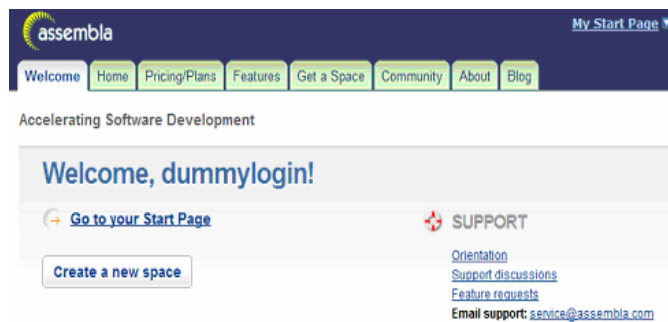 assembla
My Start Page
Welcome Home Pricing/Plans Features Get a Space Community About Blog
Accelerating Software Development
Welcome, dummylogin!
Go to your Start Page
SUPPORT
Create a new space
Orientation
Support discussions
Feature requests
Email support: service@assembla.com